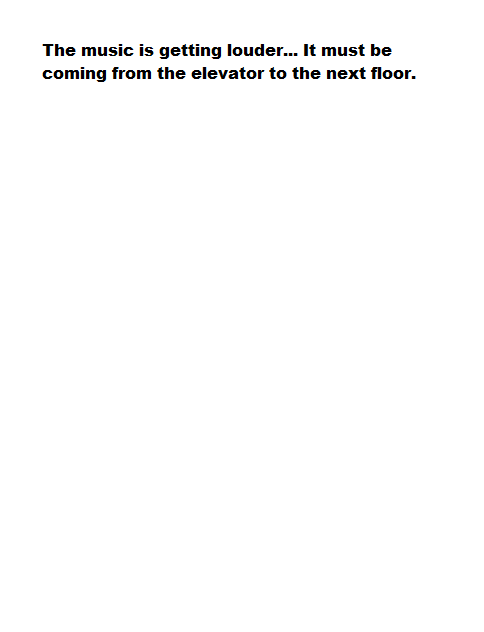 The music is getting louder... It must be
coming from the elevator to the next floor.